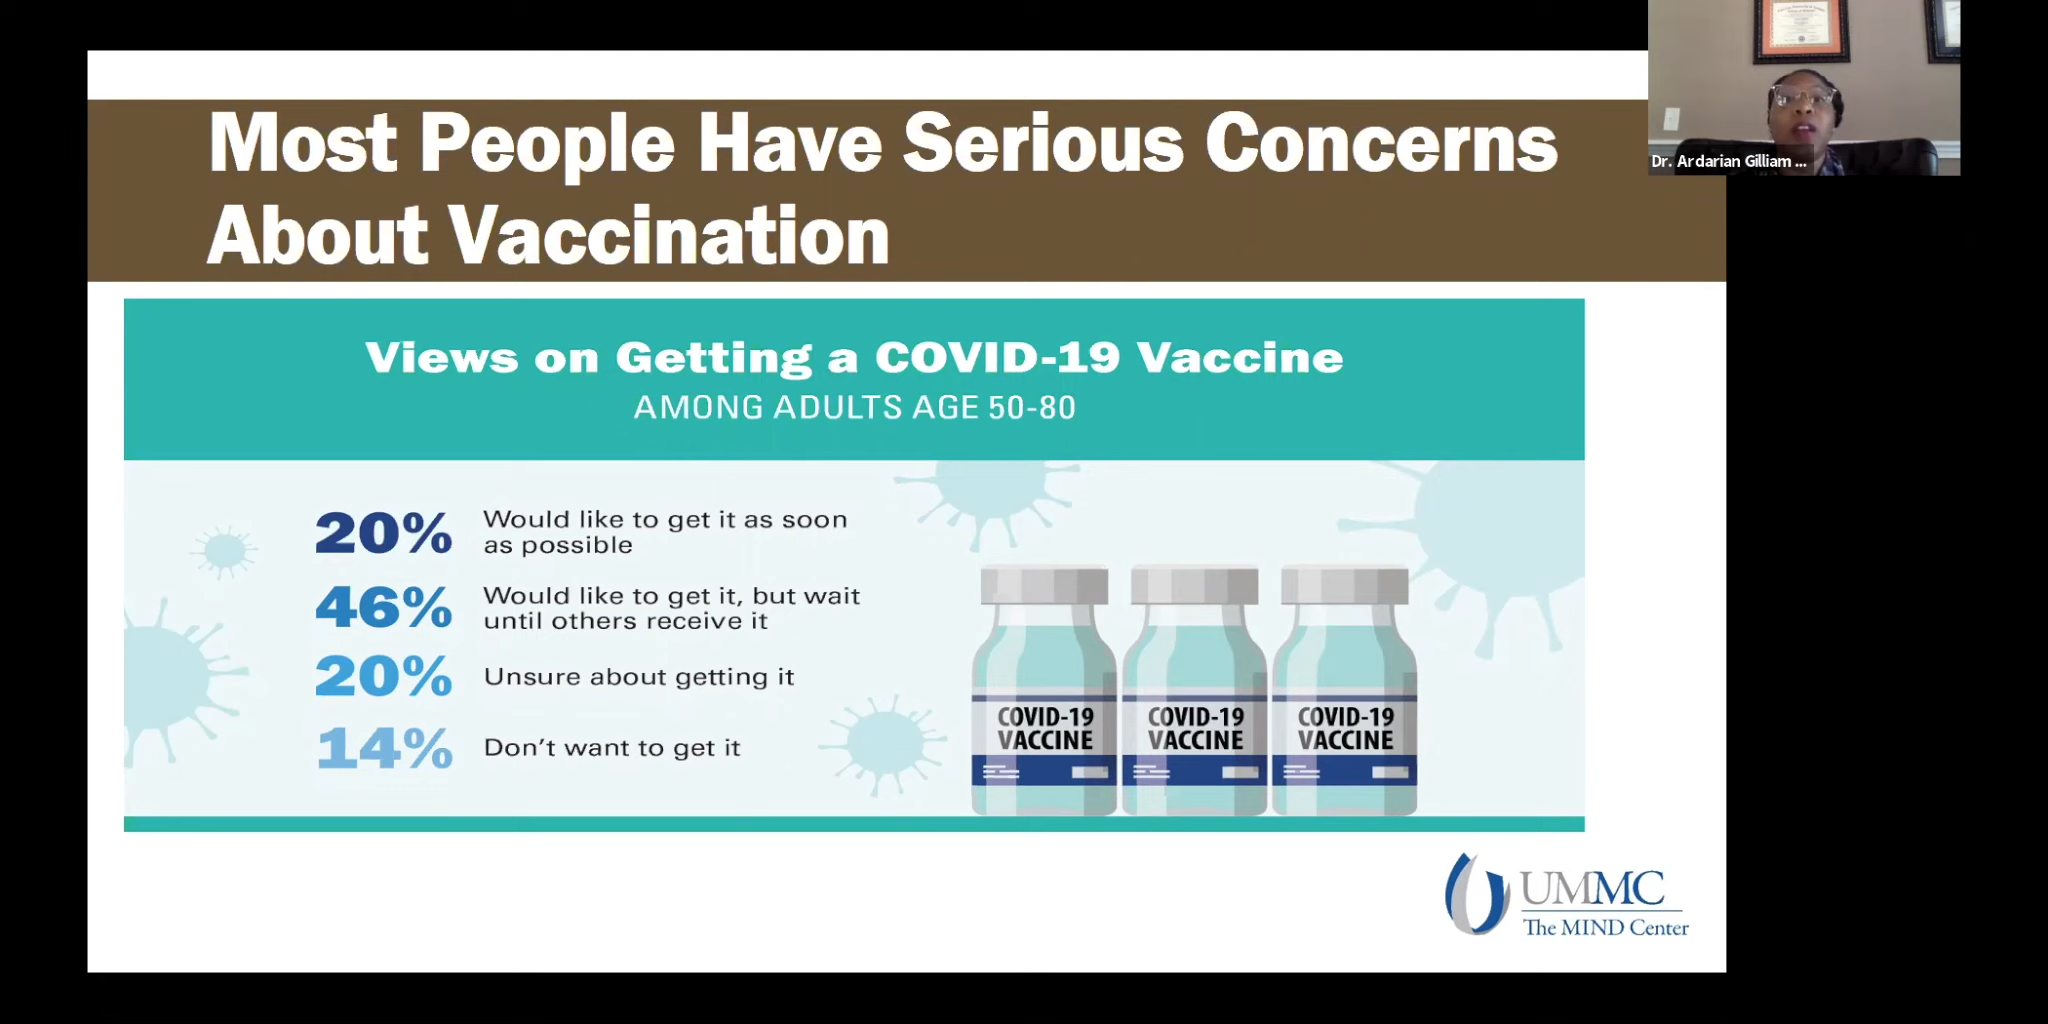 Most People Have Serious Concerns
About Vaccination
Dr. Ardarian Gilliam ...
Views on Getting a COVID-19 Vaccine
AMONG ADULTS AGE 50-80
20%
Would like to get it as soon
as possible
46%
Would like to get it, but wait
until others receive it
20%
Unsure about getting it
14%
Don't want to get it
COVID-19
VACCINE
COVID-19
VACCINE
COVID-19
VACCINE
UMMC
The MIND Center